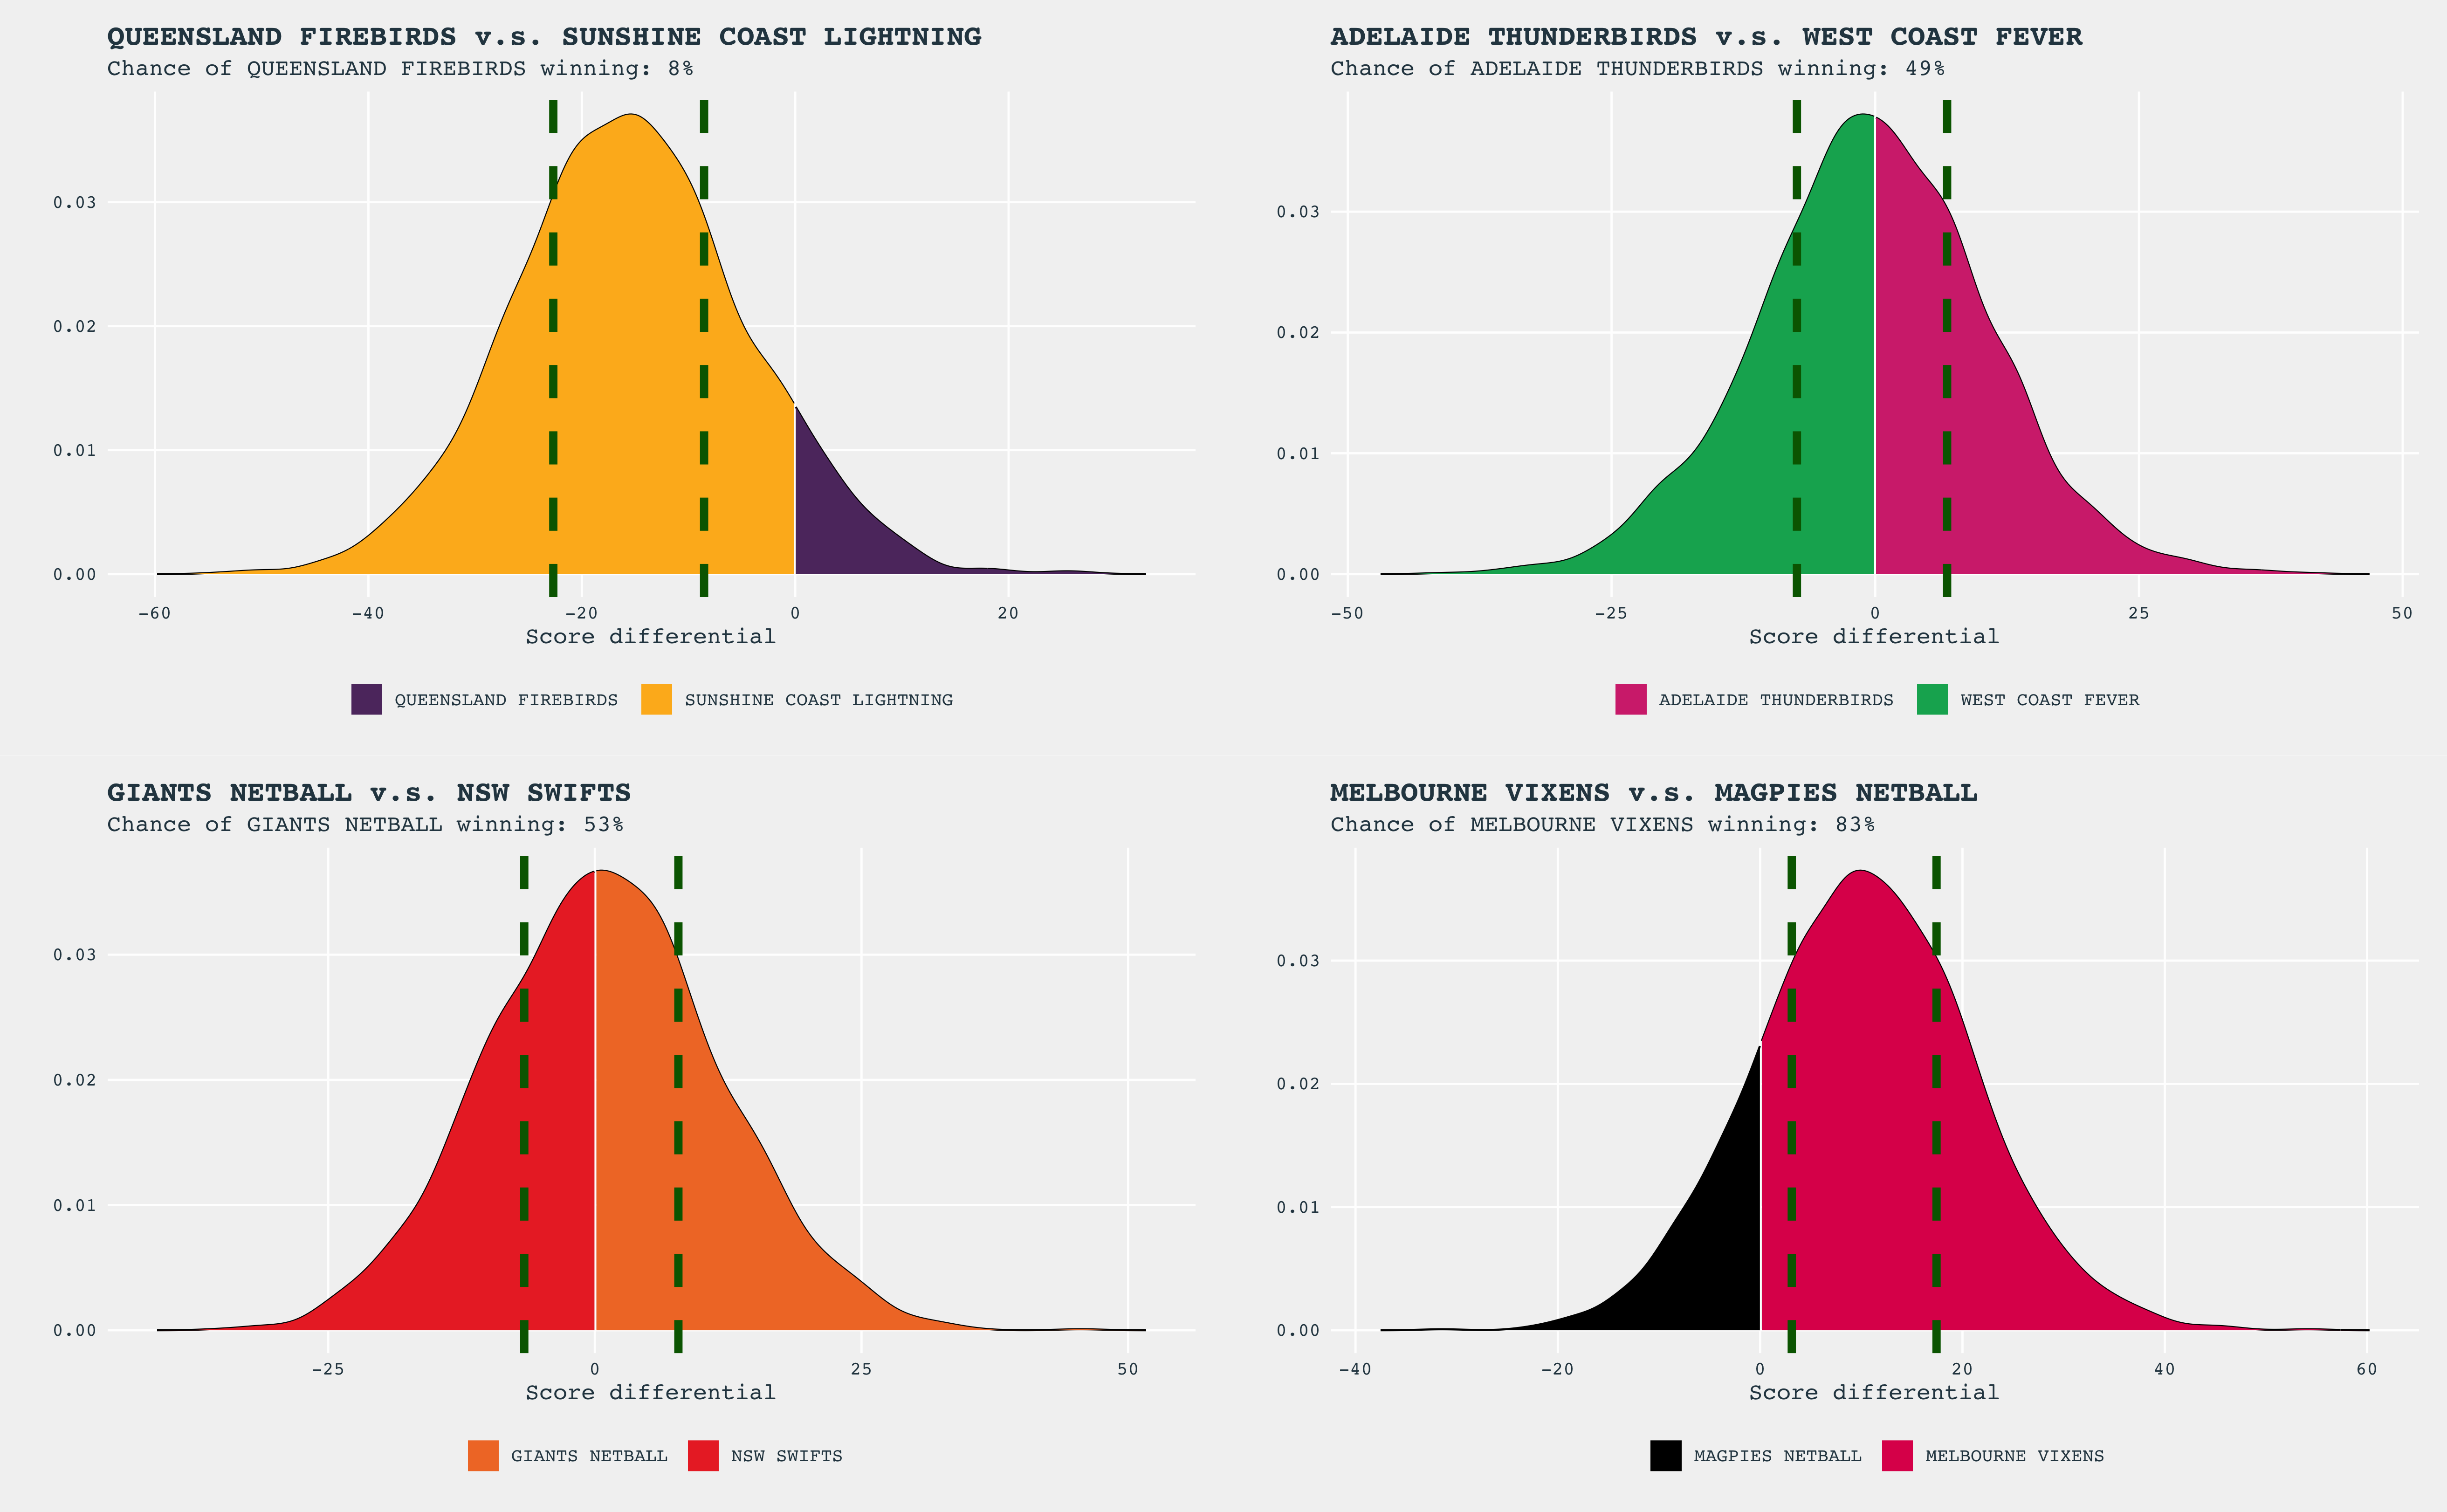 QUEENSLAND FIREBIRDS v.s. SUNSHINE COAST LIGHTNING
Chance of QUEENSLAND FIREBIRDS winning: 8%
0.03
0.02
0.01
0.00
-60 -40 -20 0 20
Score differential
QUEENSLAND FIREBIRDS SUNSHINE COAST LIGHTNING
ADELAIDE THUNDERBIRDS v.s. WEST COAST FEVER
Chance of ADELAIDE THUNDERBIRDS winning: 49%
0.03
0.02
0.01
0.00
-50 -25 0 25 50
Score differential
ADELAIDE THUNDERBIRDS WEST COAST FEVER
GIANTS NETBALL v.s. NSW SWIFTS
Chance of GIANTS NETBALL winning: 53%
0.03
0.02
0.01
0.00
-25 0 25 50
Score differential
GIANTS NETBALL NSW SWIFTS
MELBOURNE VIXENS v.s. MAGPIES NETBALL
Chance of MELBOURNE VIXENS winning: 83%
0.03
0.02
0.01
0.00
-40 -20 0 20 40 60
Score differential
MAGPIES NETBALL MELBOURNE VIXENS